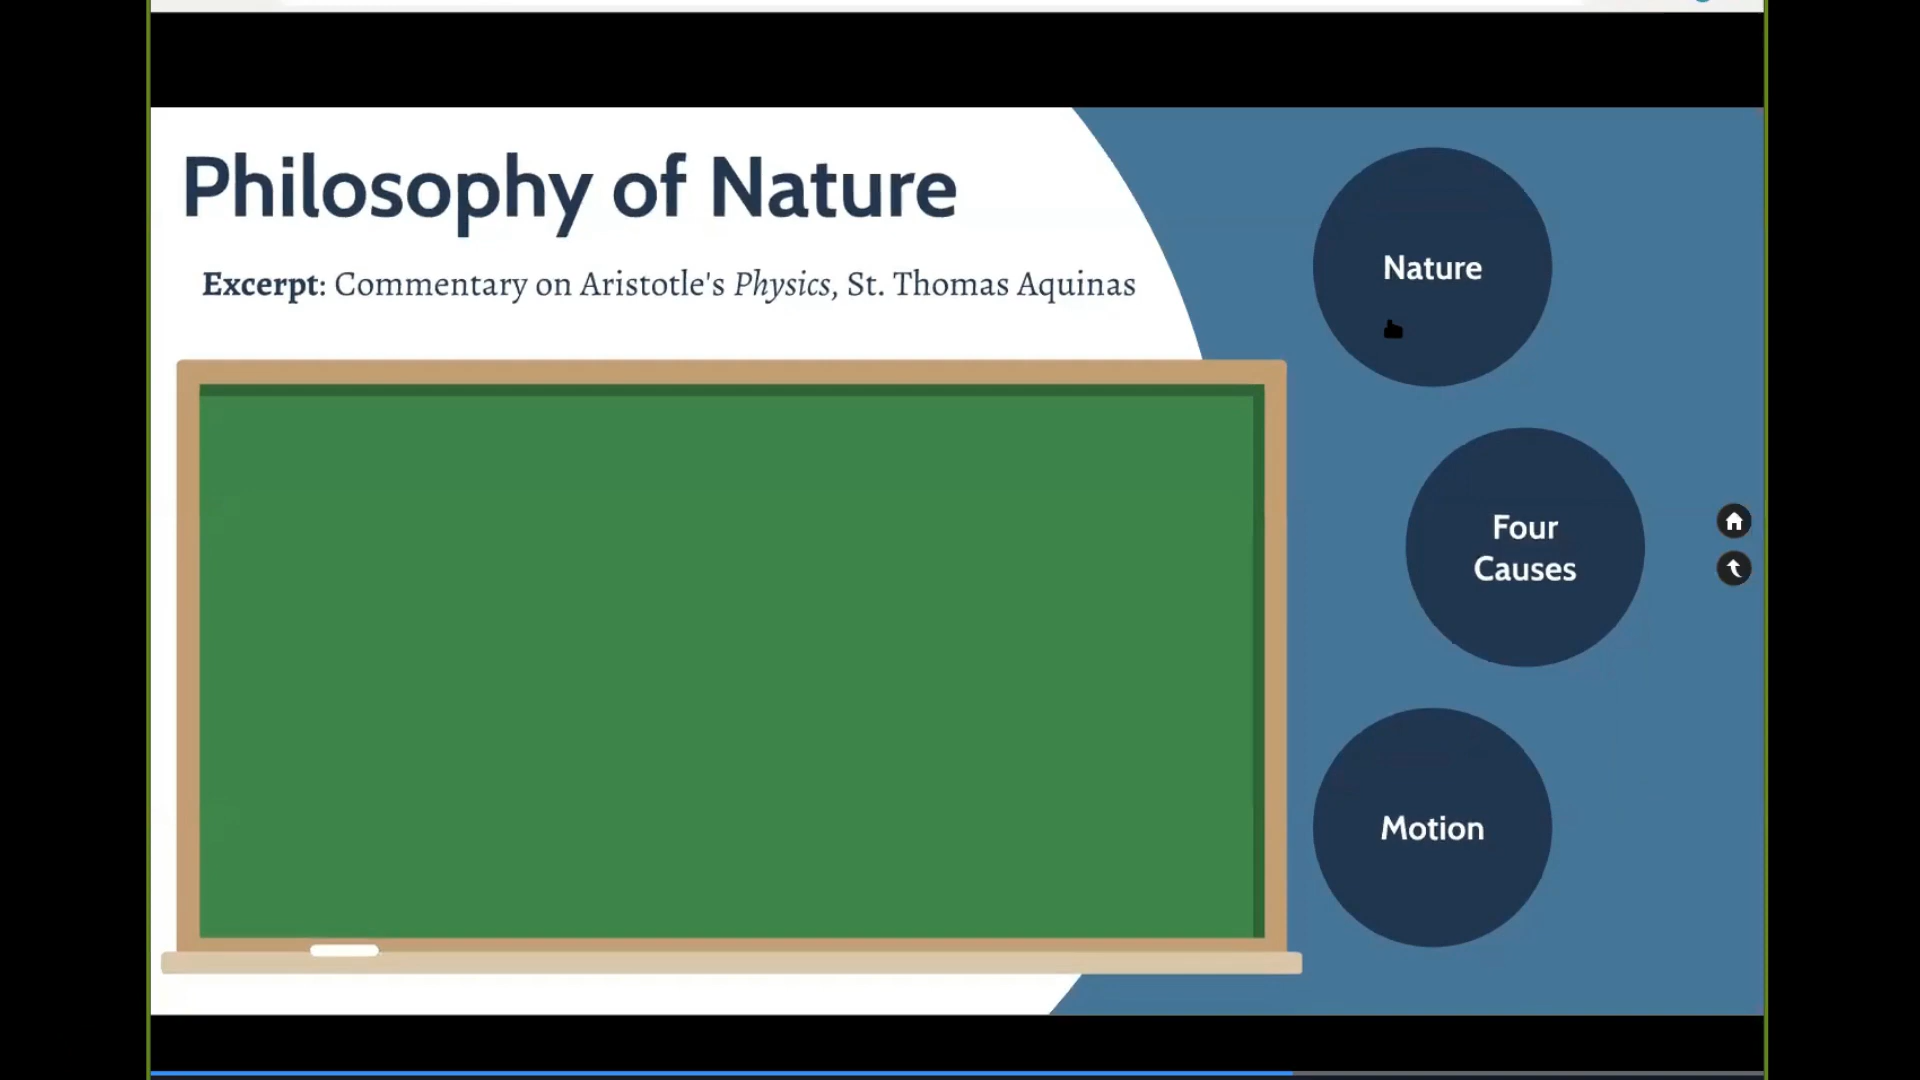 Philosophy of Nature
Excerpt: Commentary on Aristotle's Physics, St. Thomas Aquinas
Nature
Four
Causes
Motion